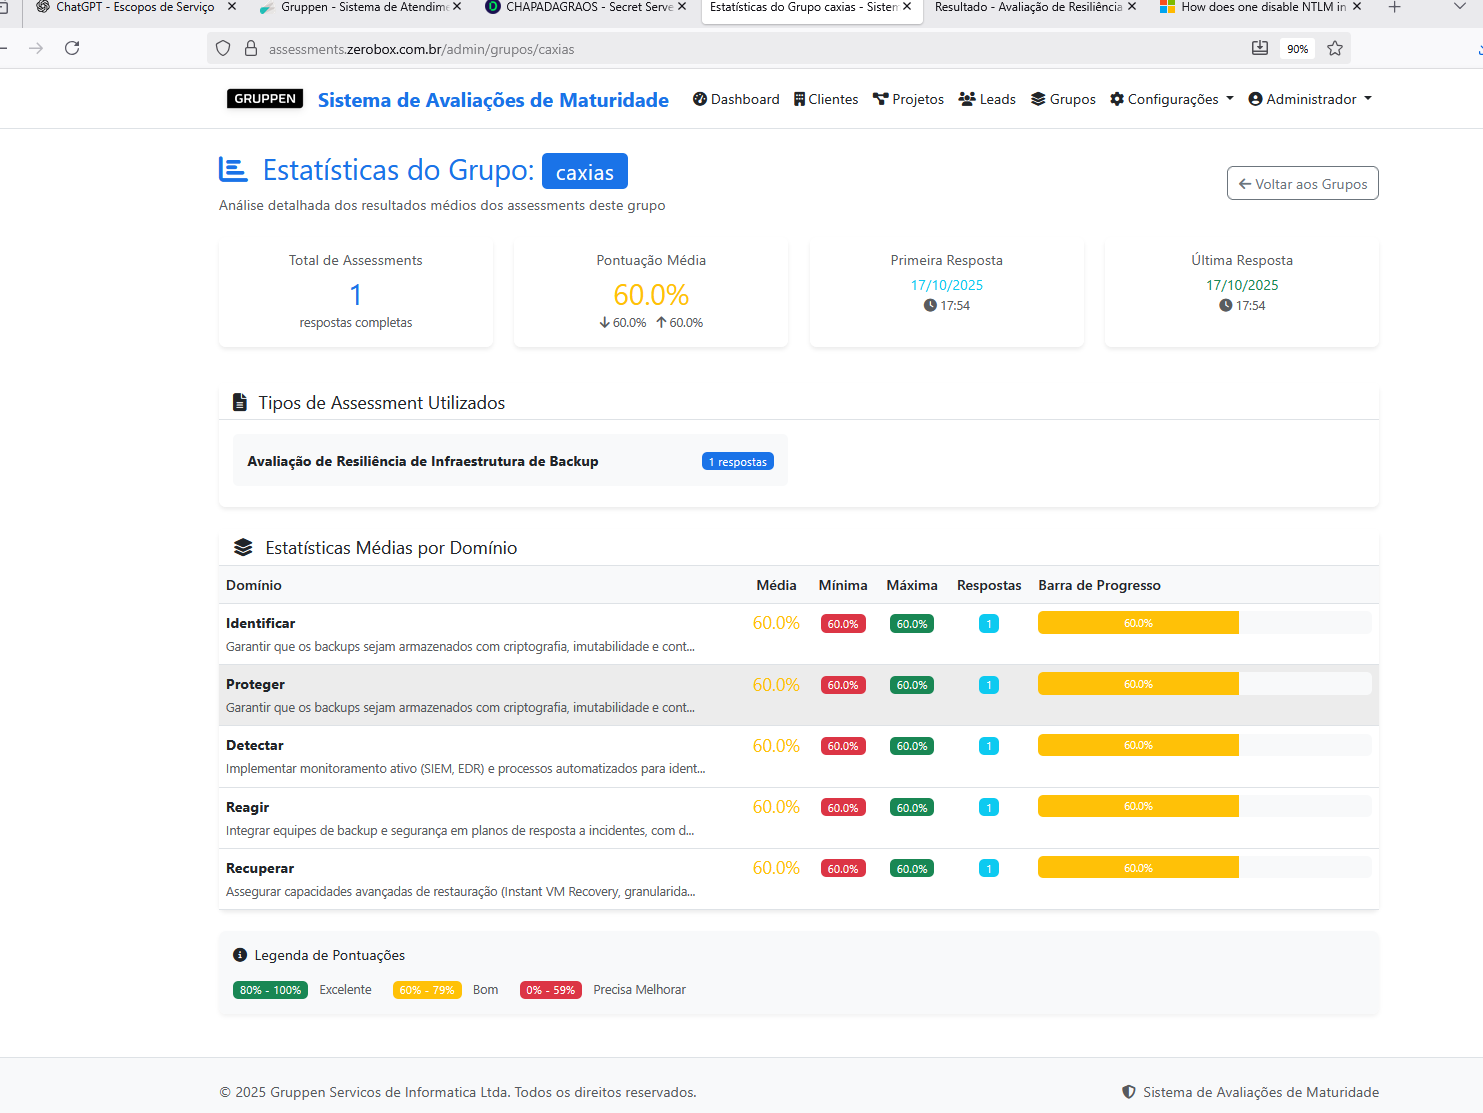 ChatGPT - Escopos de Serviço
Gruppen - Sistema de Atendime
CHAPADAGRAOS - Secret Serve
Estatísticas do Grupo caxias - Sistem
Resultado - Avaliação de Resiliência
How does one disable NTLM in
assessments.zerobox.com.br/admin/grupos/caxias
90%
GRUPPEN
Sistema de Avaliações de Maturidade
Dashboard
Clientes
Projetos
Leads
Grupos
Configurações
Administrador
Estatísticas do Grupo: caxias
Voltar aos Grupos
Análise detalhada dos resultados médios dos assessments deste grupo
Total de Assessments
1
respostas completas
Pontuação Média
60.0%
60.0% 60.0%
Primeira Resposta
17/10/2025
17:54
Última Resposta
17/10/2025
17:54
Tipos de Assessment Utilizados
Avaliação de Resiliência de Infraestrutura de Backup 1 respostas
Estatísticas Médias por Domínio
Domínio Média Mínima Máxima Respostas Barra de Progresso
Identificar 60.0% 60.0% 60.0% 1 60.0%
Garantir que os backups sejam armazenados com criptografia, imutabilidade e cont...
Proteger 60.0% 60.0% 60.0% 1 60.0%
Garantir que os backups sejam armazenados com criptografia, imutabilidade e cont...
Detectar 60.0% 60.0% 60.0% 1 60.0%
Implementar monitoramento ativo (SIEM, EDR) e processos automatizados para ident...
Reagir 60.0% 60.0% 60.0% 1 60.0%
Integrar equipes de backup e segurança em planos de resposta a incidentes, com d...
Recuperar 60.0% 60.0% 60.0% 1 60.0%
Assegurar capacidades avançadas de restauração (Instant VM Recovery, granularida...
Legenda de Pontuações
80% - 100% Excelente 60% - 79% Bom 0% - 59% Precisa Melhorar
© 2025 Gruppen Servicos de Informatica Ltda. Todos os direitos reservados.
Sistema de Avaliações de Maturidade